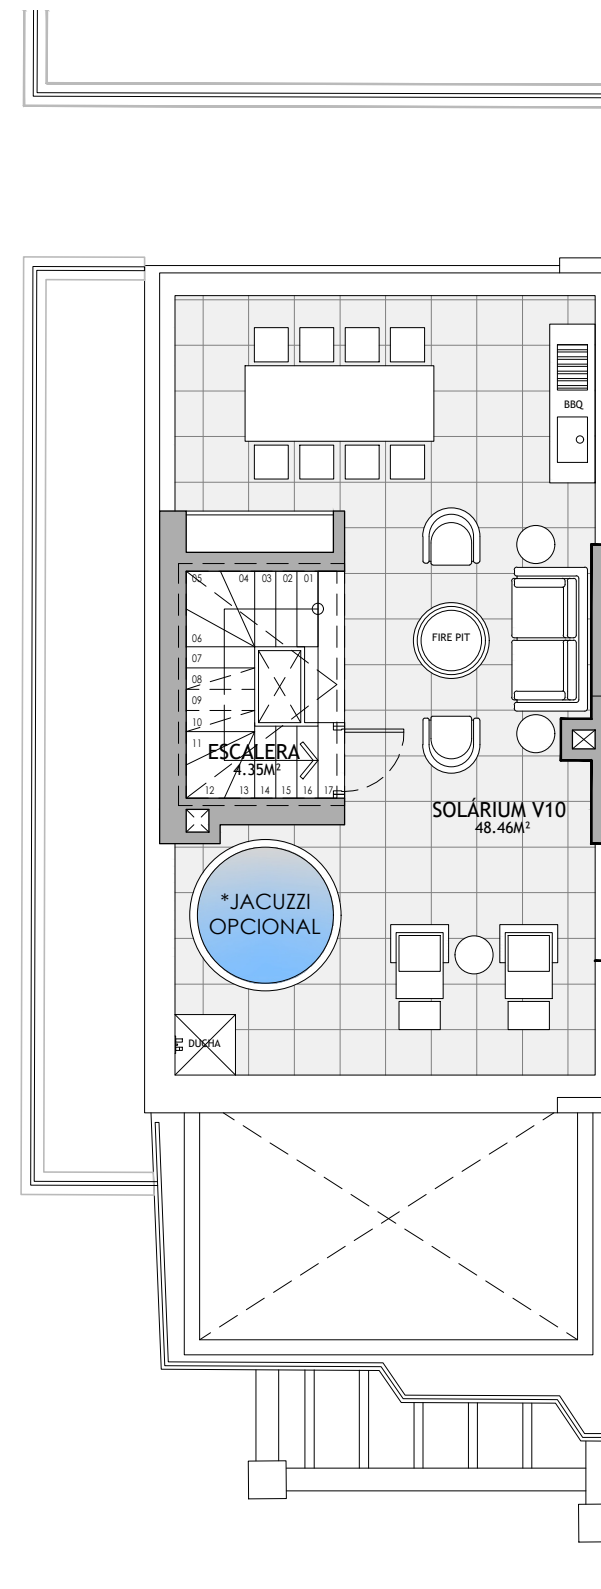 BBQ
05 04 03 02 01
FIRE PIT
06
07
08
09
10
11
ESCALERA
4.35M²
12 13 14 15 16 17
SOLÁRIUM V10
48.46M²
*JACUZZI
OPCIONAL
DUCHA